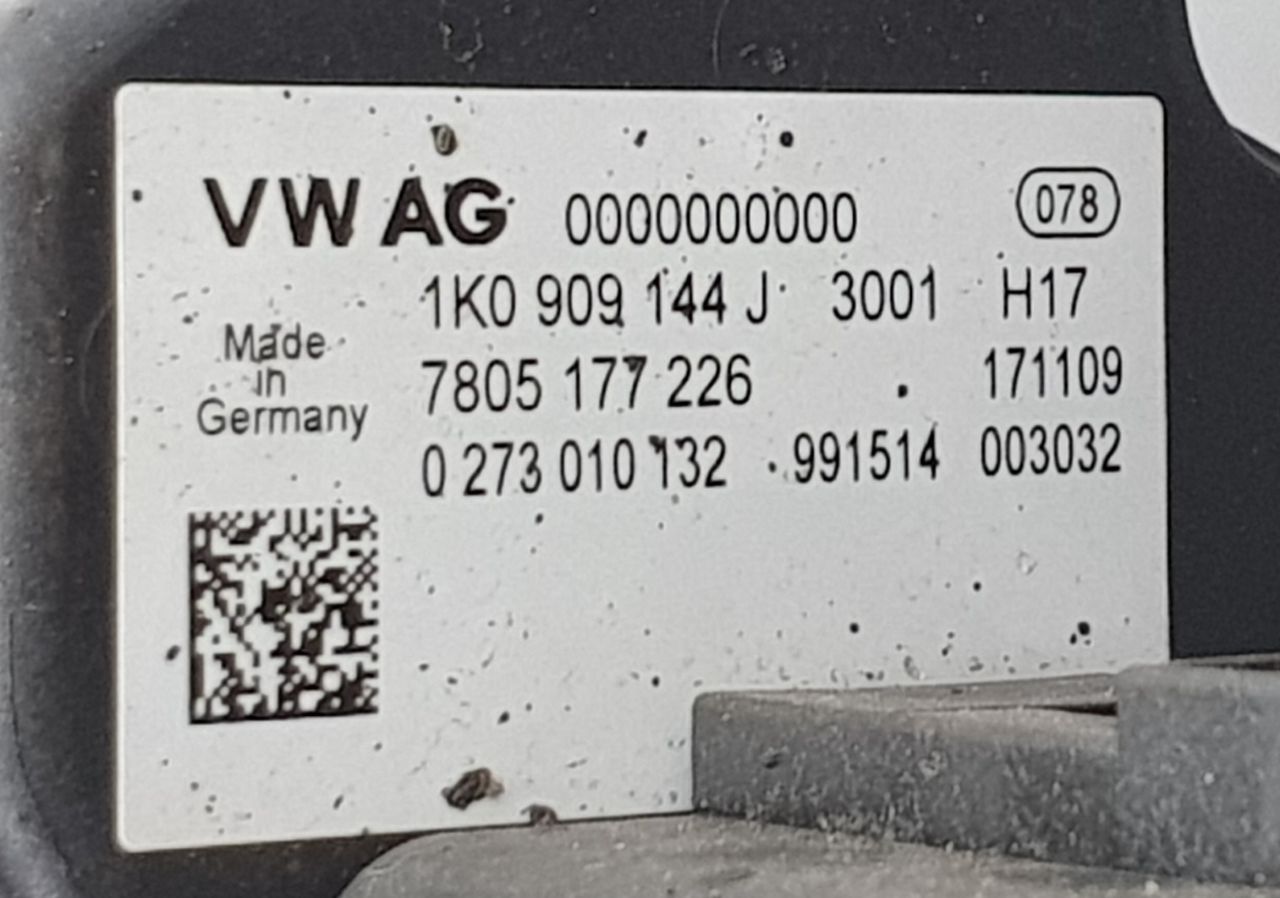 VW AG 0000000000 078
1K0 909 144 J 3001 H17
Made
in
Germany
7805 177 226 171109
0 273 010 132 991514 003032